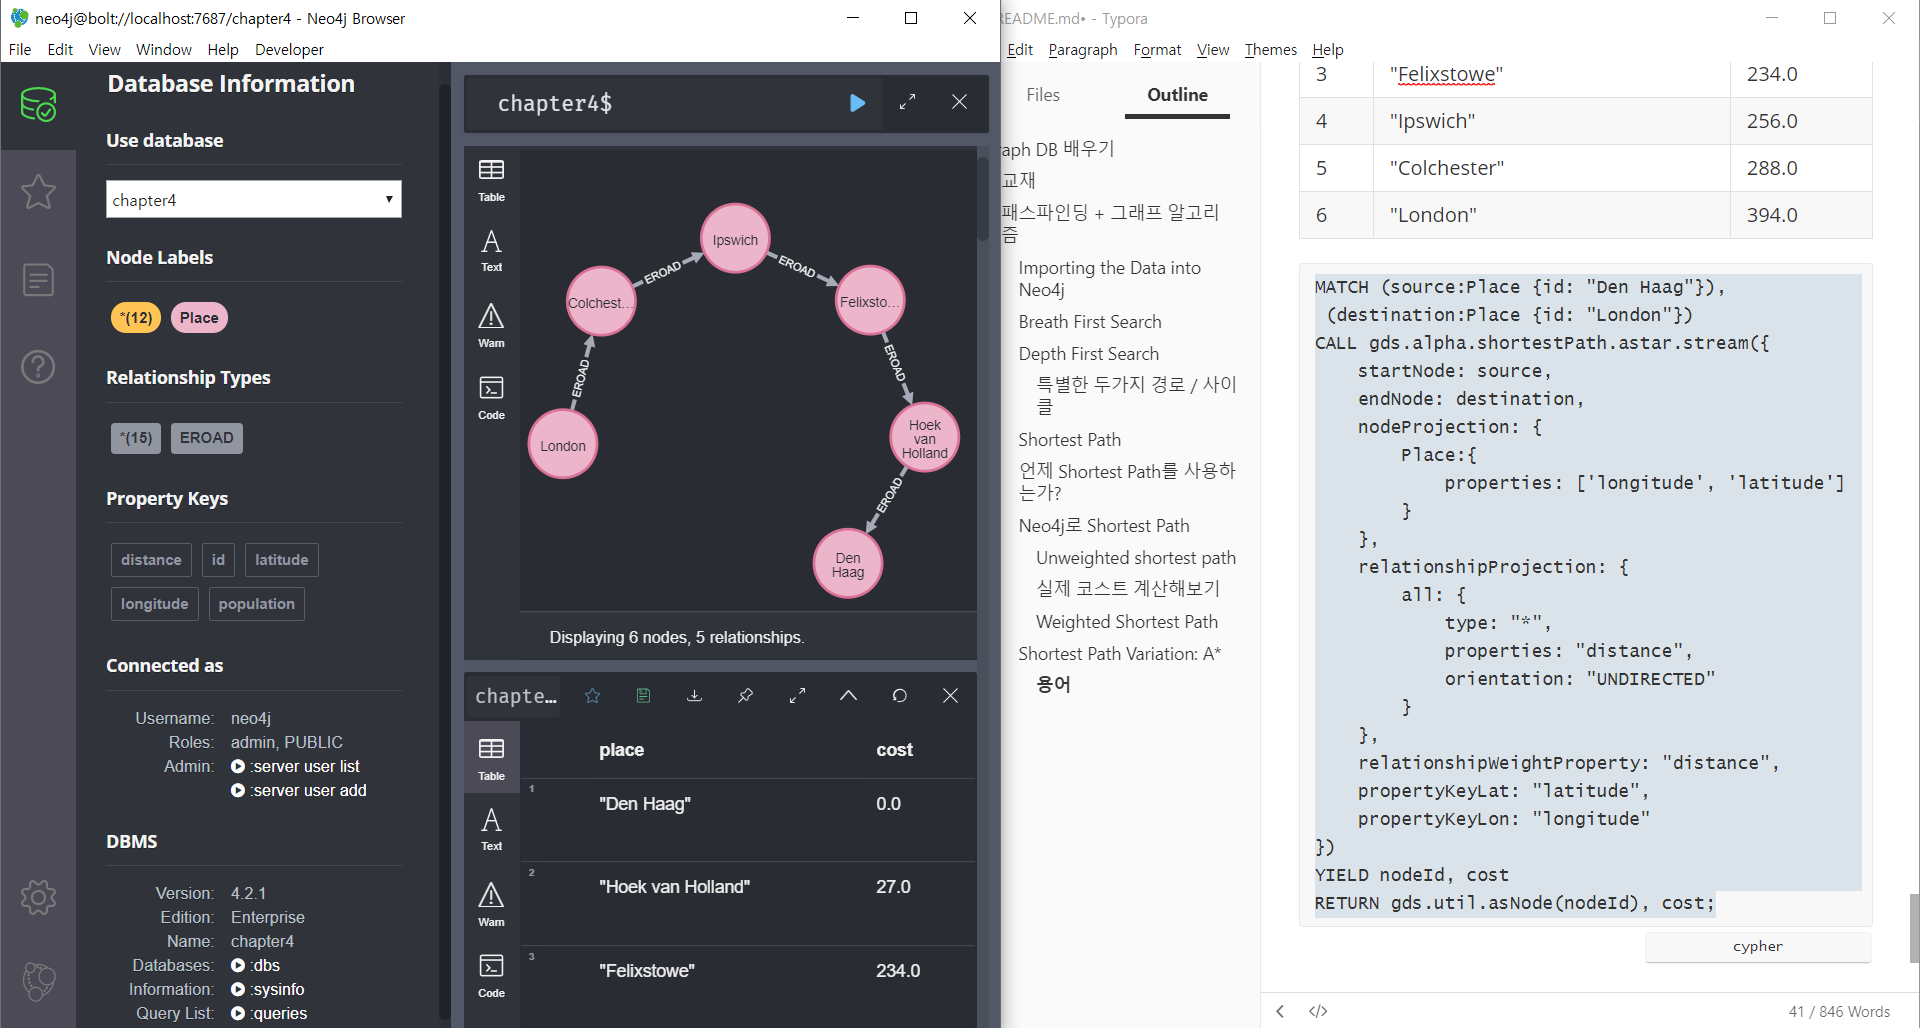 neo4j@bolt://localhost:7687/chapter4 - Neo4j Browser
File Edit View Window Help Developer
Database Information
Use database
chapter4
Node Labels
*(12) Place
Relationship Types
*(15) EROAD
Property Keys
distance id latitude
longitude population
Connected as
Username: neo4j
Roles: admin, PUBLIC
Admin: :server user list
:server user add
DBMS
Version: 4.2.1
Edition: Enterprise
Name: chapter4
Databases: :dbs
Information: :sysinfo
Query List: :queries
chapter4$
Table
Text
Warn
Code
Ipswich
Colchest...
Felixsto...
London
Hoek
van
Holland
Den
Haag
EROAD
EROAD
EROAD
EROAD
EROAD
Displaying 6 nodes, 5 relationships.
chapte...
Table
Text
Warn
Code
place cost
1 "Den Haag" 0.0
2 "Hoek van Holland" 27.0
3 "Felixstowe" 234.0
EADME.md• - Typora
Edit Paragraph Format View Themes Help
Files Outline
raph DB 배우기
교재
패스파인딩 + 그래프 알고리
즘
Importing the Data into
Neo4j
Breath First Search
Depth First Search
특별한 두가지 경로 / 사이
클
Shortest Path
언제 Shortest Path를 사용하
는가?
Neo4j로 Shortest Path
Unweighted shortest path
실제 코스트 계산해보기
Weighted Shortest Path
Shortest Path Variation: A*
용어
3 "Felixstowe" 234.0
4 "Ipswich" 256.0
5 "Colchester" 288.0
6 "London" 394.0
MATCH (source:Place {id: "Den Haag"}),
(destination:Place {id: "London"})
CALL gds.alpha.shortestPath.astar.stream({
startNode: source,
endNode: destination,
nodeProjection: {
Place:{
properties: ['longitude', 'latitude']
}
},
relationshipProjection: {
all: {
type: "*",
properties: "distance",
orientation: "UNDIRECTED"
}
},
relationshipWeightProperty: "distance",
propertyKeyLat: "latitude",
propertyKeyLon: "longitude"
})
YIELD nodeId, cost
RETURN gds.util.asNode(nodeId), cost;
cypher
41 / 846 Words